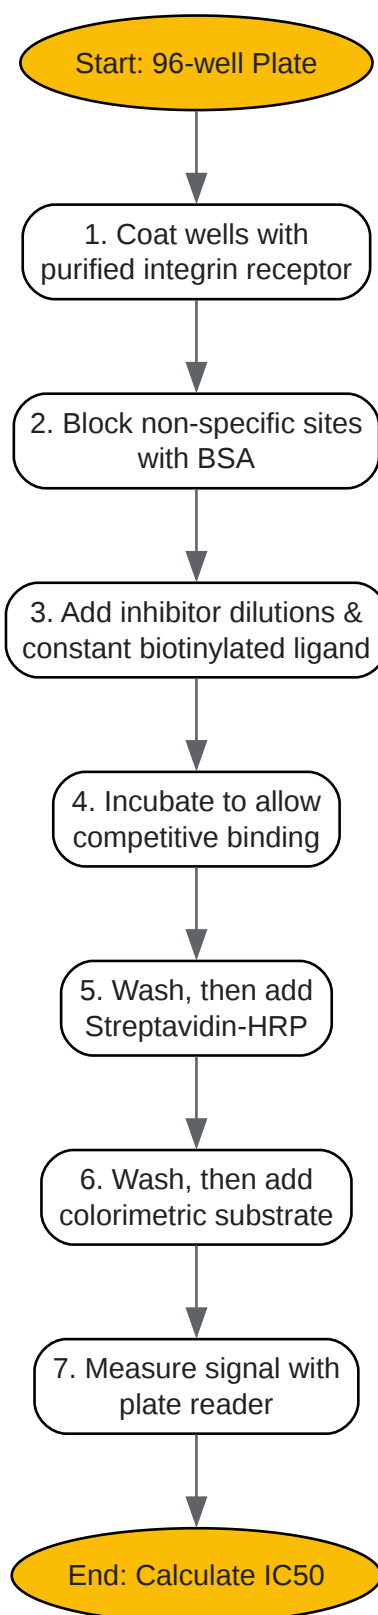 Start: 96-well Plate
1. Coat wells with
purified integrin receptor
2. Block non-specific sites
with BSA
3. Add inhibitor dilutions &
constant biotinylated ligand
4. Incubate to allow
competitive binding
5. Wash, then add
Streptavidin-HRP
6. Wash, then add
colorimetric substrate
7. Measure signal with
plate reader
End: Calculate IC50